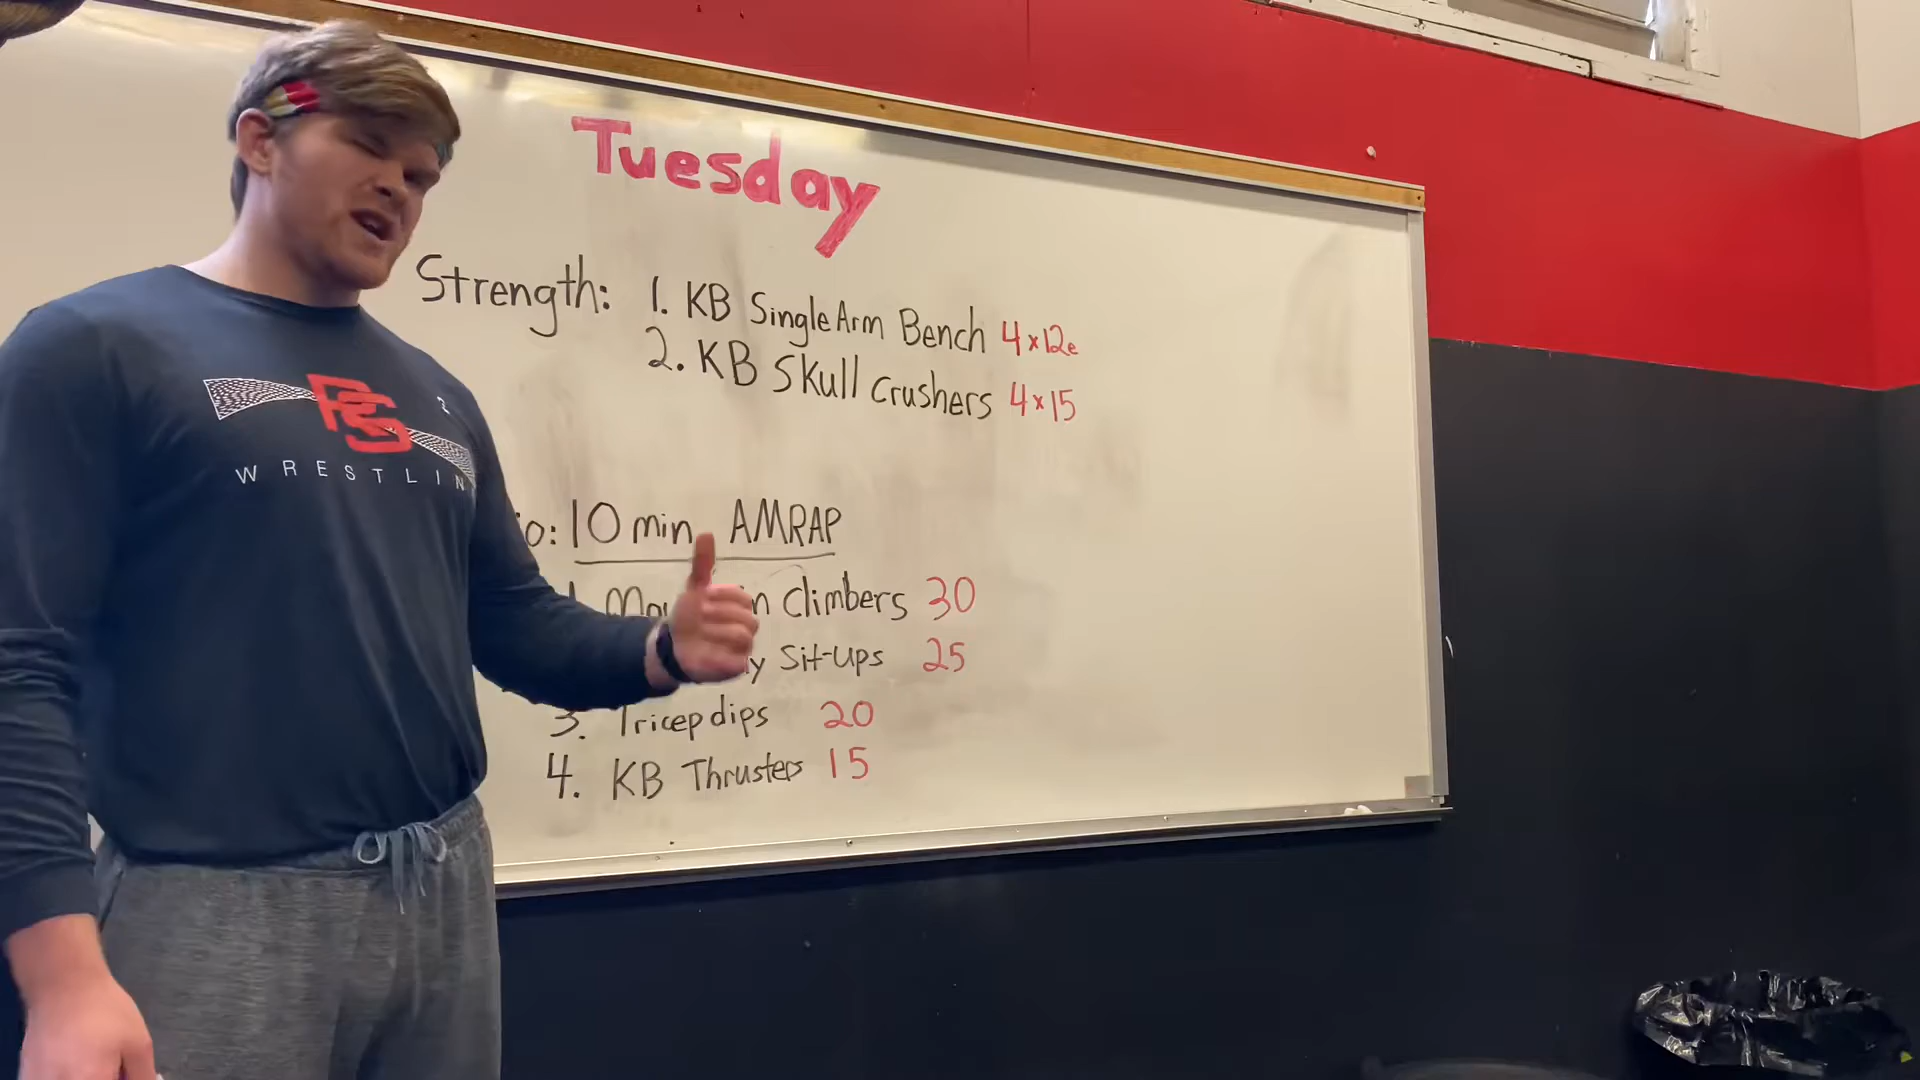 Tuesday
Strength: 1. KB Single Arm Bench 4x12e
2. KB Skull Crushers 4x15
10 min AMRAP
Climbers 30
Sit-Ups 25
3. Tricep dips 20
4. KB Thrusters 15
WRESTLIN